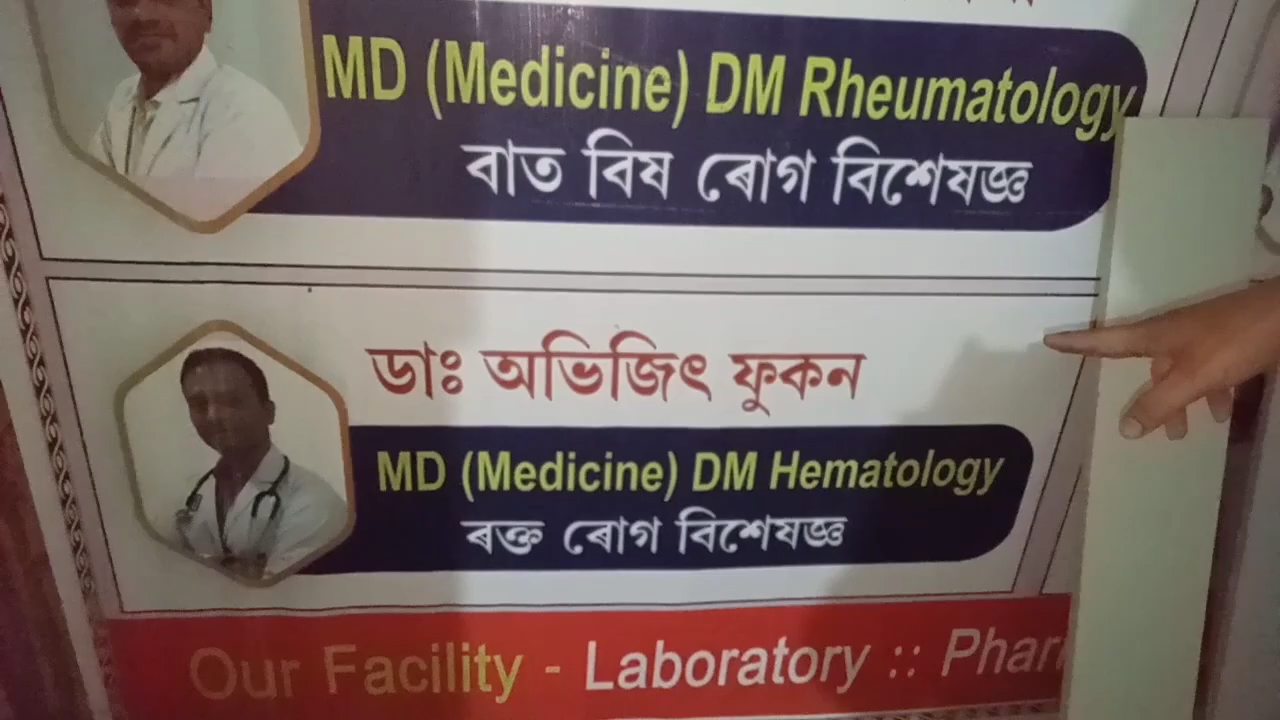 MD (Medicine) DM Rheumatology
বাত বিষ ৰোগ বিশেষজ্ঞ
ডাঃ অভিজিৎ ফুকন
MD (Medicine) DM Hematology
ৰক্ত ৰোগ বিশেষজ্ঞ
Our Facility - Laboratory ::